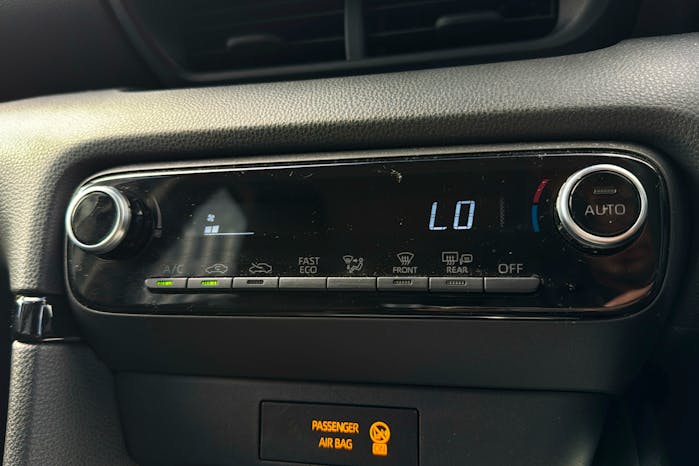 LO
AUTO
A/C
FAST
ECO
FRONT
REAR
OFF
PASSENGER
AIR BAG